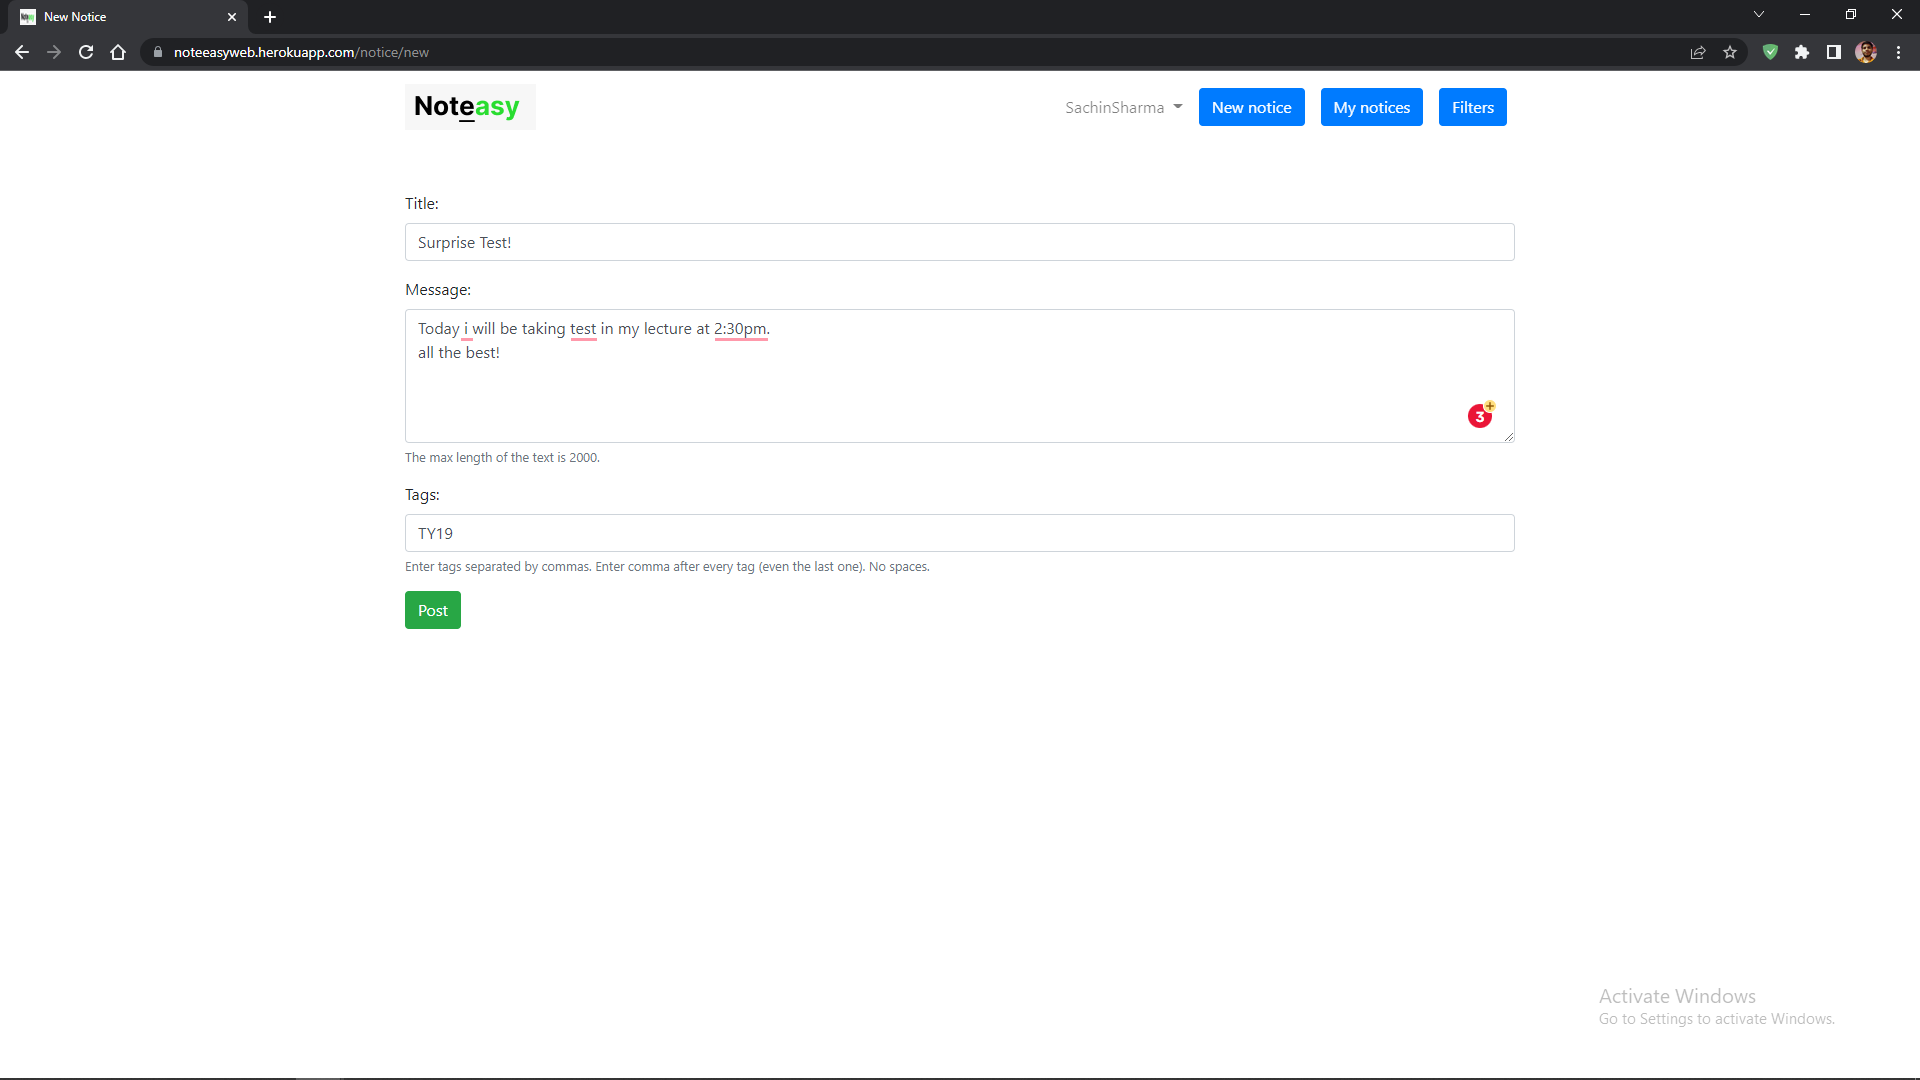 New Notice
noteeasyweb.herokuapp.com/notice/new
Noteasy
SachinSharma
New notice
My notices
Filters
Title:
Surprise Test!
Message:
Today i will be taking test in my lecture at 2:30pm.
all the best!
3
The max length of the text is 2000.
Tags:
TY19
Enter tags separated by commas. Enter comma after every tag (even the last one). No spaces.
Post
Activate Windows
Go to Settings to activate Windows.